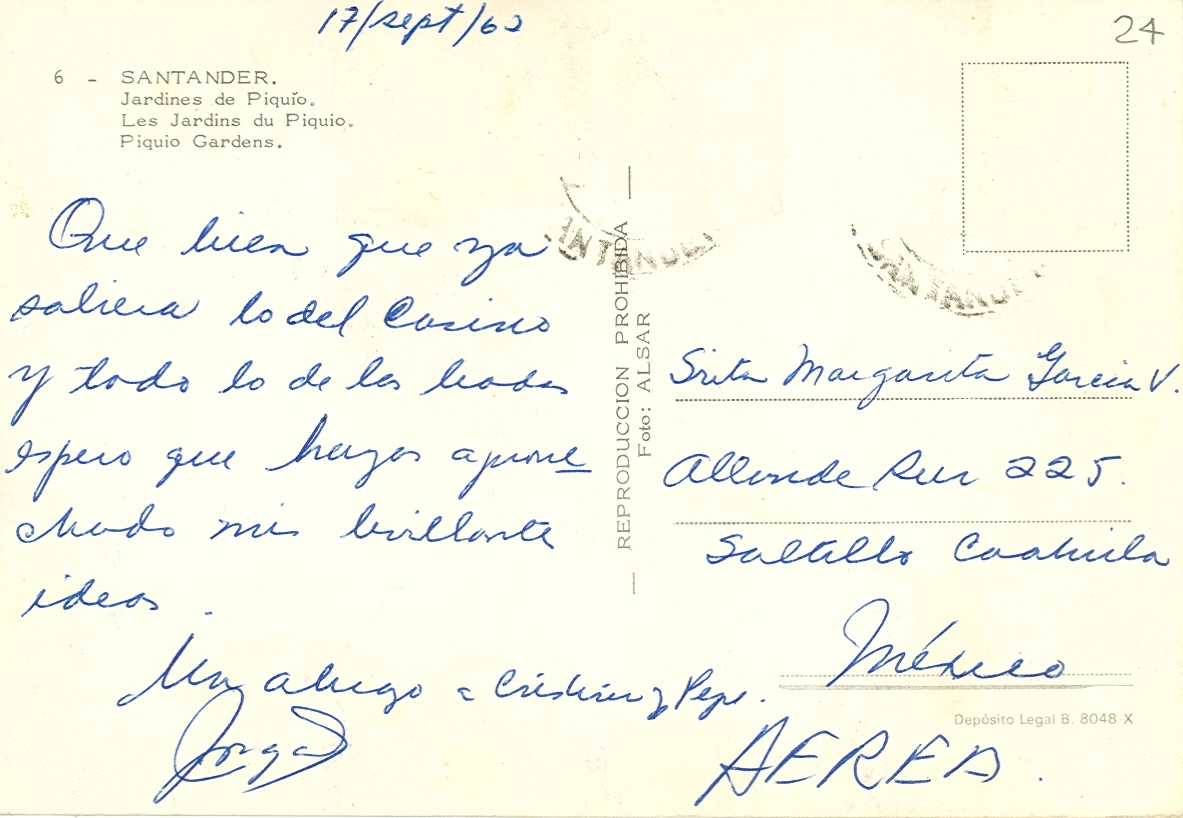 17/sept/62
24
6 - SANTANDER.
Jardines de Piquío.
Les Jardins du Piquio.
Piquio Gardens.
Que bien que ya
saliera lo del Casino
y todo lo de las bodas
espero que hayas aprove
chado mis brillante
ideas.
Un abrazo a Cristina y Pepe.
Jorge
REPRODUCCION PROHIBIDA
Foto: ALSAR
SANTANDER
SANTANDER
Srita Margarita Garcia V.
Allende Sur 225.
Saltillo Coahuila
México
Depósito Legal B. 8048-X
AEREA.